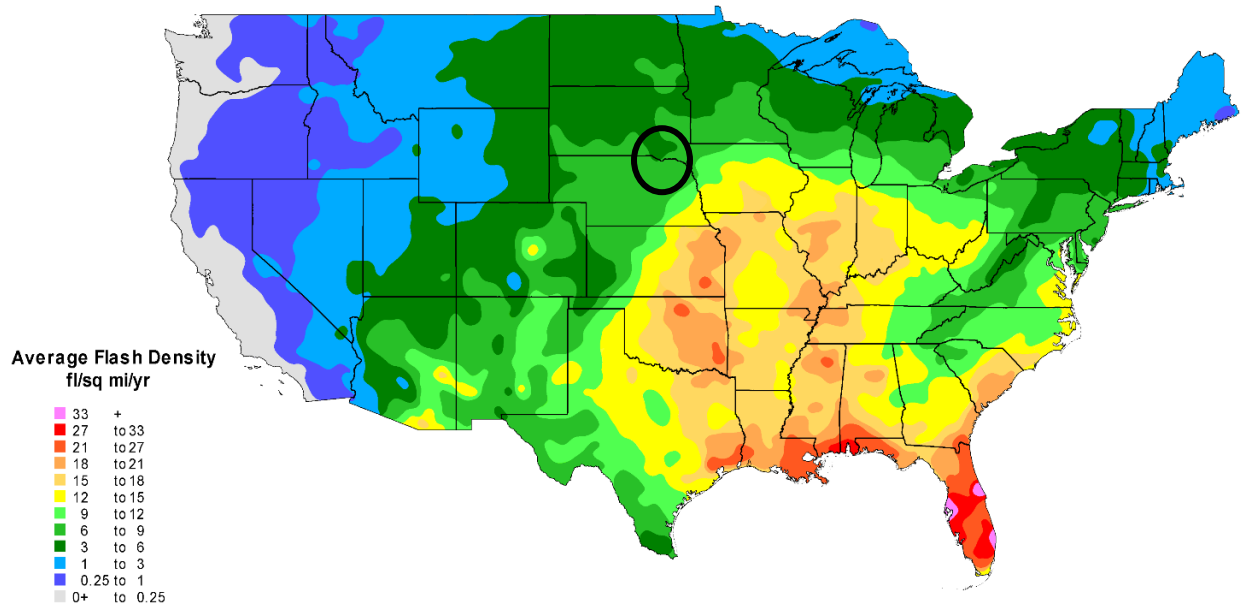 Average Flash Density
fl/sq mi/yr
33 +
27 to 33
21 to 27
18 to 21
15 to 18
12 to 15
9 to 12
6 to 9
3 to 6
1 to 3
0.25 to 1
0+ to 0.25